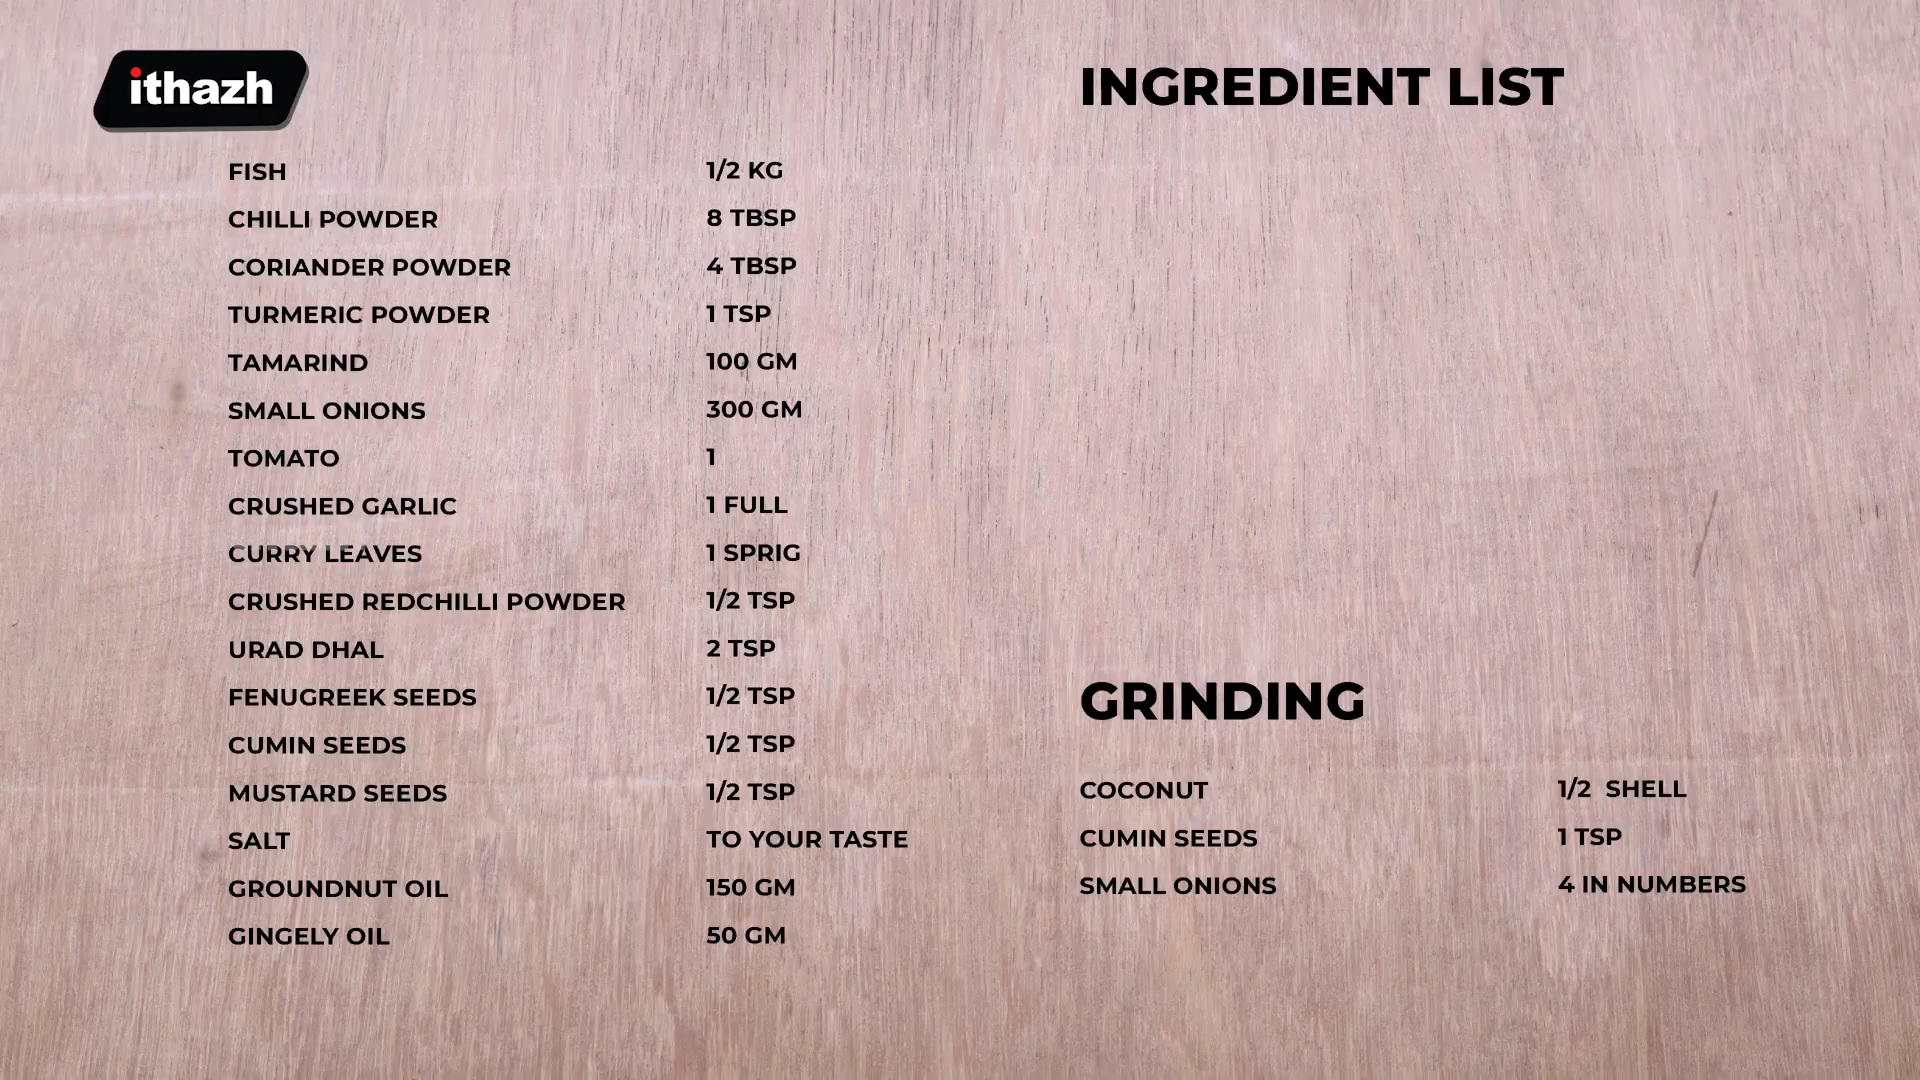 ithazh
INGREDIENT LIST
FISH 1/2 KG
CHILLI POWDER 8 TBSP
CORIANDER POWDER 4 TBSP
TURMERIC POWDER 1 TSP
TAMARIND 100 GM
SMALL ONIONS 300 GM
TOMATO 1
CRUSHED GARLIC 1 FULL
CURRY LEAVES 1 SPRIG
CRUSHED REDCHILLI POWDER 1/2 TSP
URAD DHAL 2 TSP
FENUGREEK SEEDS 1/2 TSP
CUMIN SEEDS 1/2 TSP
MUSTARD SEEDS 1/2 TSP
SALT TO YOUR TASTE
GROUNDNUT OIL 150 GM
GINGELY OIL 50 GM
GRINDING
COCONUT 1/2 SHELL
CUMIN SEEDS 1 TSP
SMALL ONIONS 4 IN NUMBERS